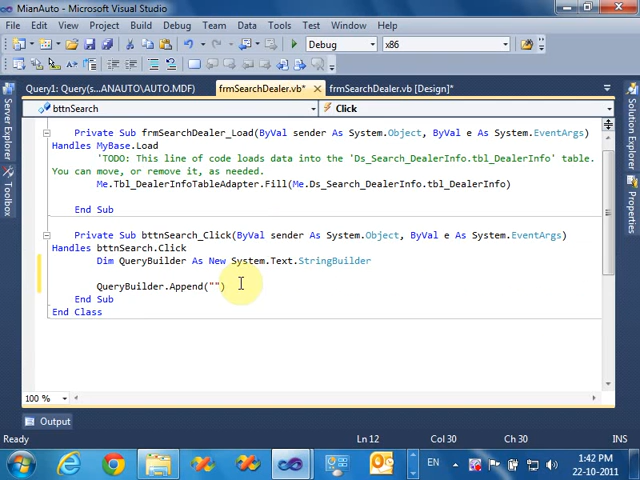 MianAuto - Microsoft Visual Studio
File Edit View Project Build Debug Team Data Tools Test Window Help
Debug x86
Query1: Query(s...ANAUTO\AUTO.MDF) frmSearchDealer.vb* frmSearchDealer.vb [Design]*
bttnSearch Click
Server Explorer
Toolbox
Solution Explorer
Properties
Private Sub frmSearchDealer_Load(ByVal sender As System.Object, ByVal e As System.EventArgs)
Handles MyBase.Load
'TODO: This line of code loads data into the 'Ds_Search_DealerInfo.tbl_DealerInfo' table.
You can move, or remove it, as needed.
Me.Tbl_DealerInfoTableAdapter.Fill(Me.Ds_Search_DealerInfo.tbl_DealerInfo)
End Sub
Private Sub bttnSearch_Click(ByVal sender As System.Object, ByVal e As System.EventArgs)
Handles bttnSearch.Click
Dim QueryBuilder As New System.Text.StringBuilder
QueryBuilder.Append("")
End Sub
End Class
100 %
Output
Ready Ln 12 Col 30 Ch 30 INS
EN 1:42 PM
22-10-2011